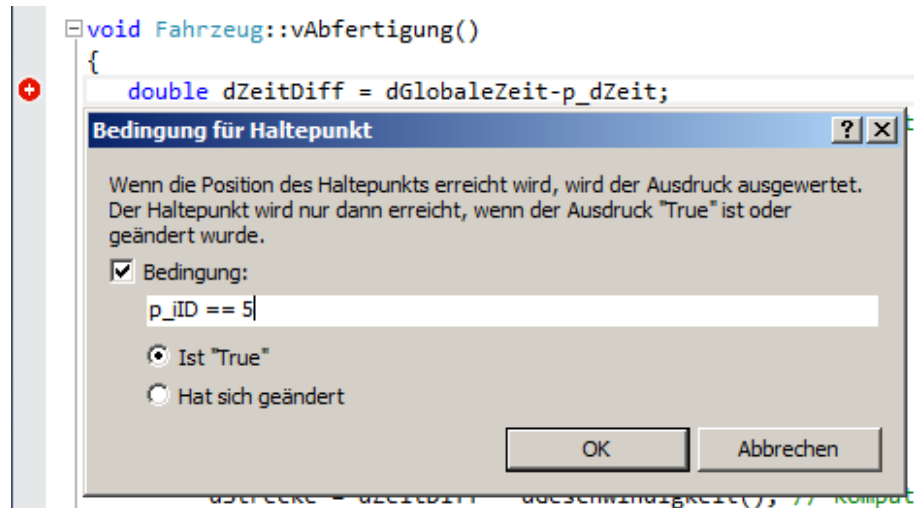 void Fahrzeug::vAbfertigung()
{
double dZeitDiff = dGlobaleZeit-p_dZeit;
Bedingung für Haltepunkt
Wenn die Position des Haltepunkts erreicht wird, wird der Ausdruck ausgewertet.
Der Haltepunkt wird nur dann erreicht, wenn der Ausdruck "True" ist oder
geändert wurde.
Bedingung:
p_iID == 5
Ist "True"
Hat sich geändert
OK Abbrechen